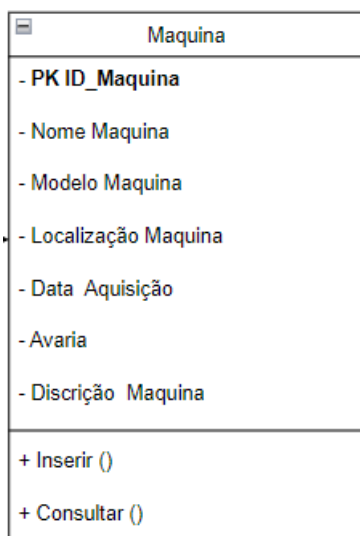 Maquina
- PK ID_Maquina
- Nome Maquina
- Modelo Maquina
- Localização Maquina
- Data Aquisição
- Avaria
- Discrição Maquina
+ Inserir ()
+ Consultar ()